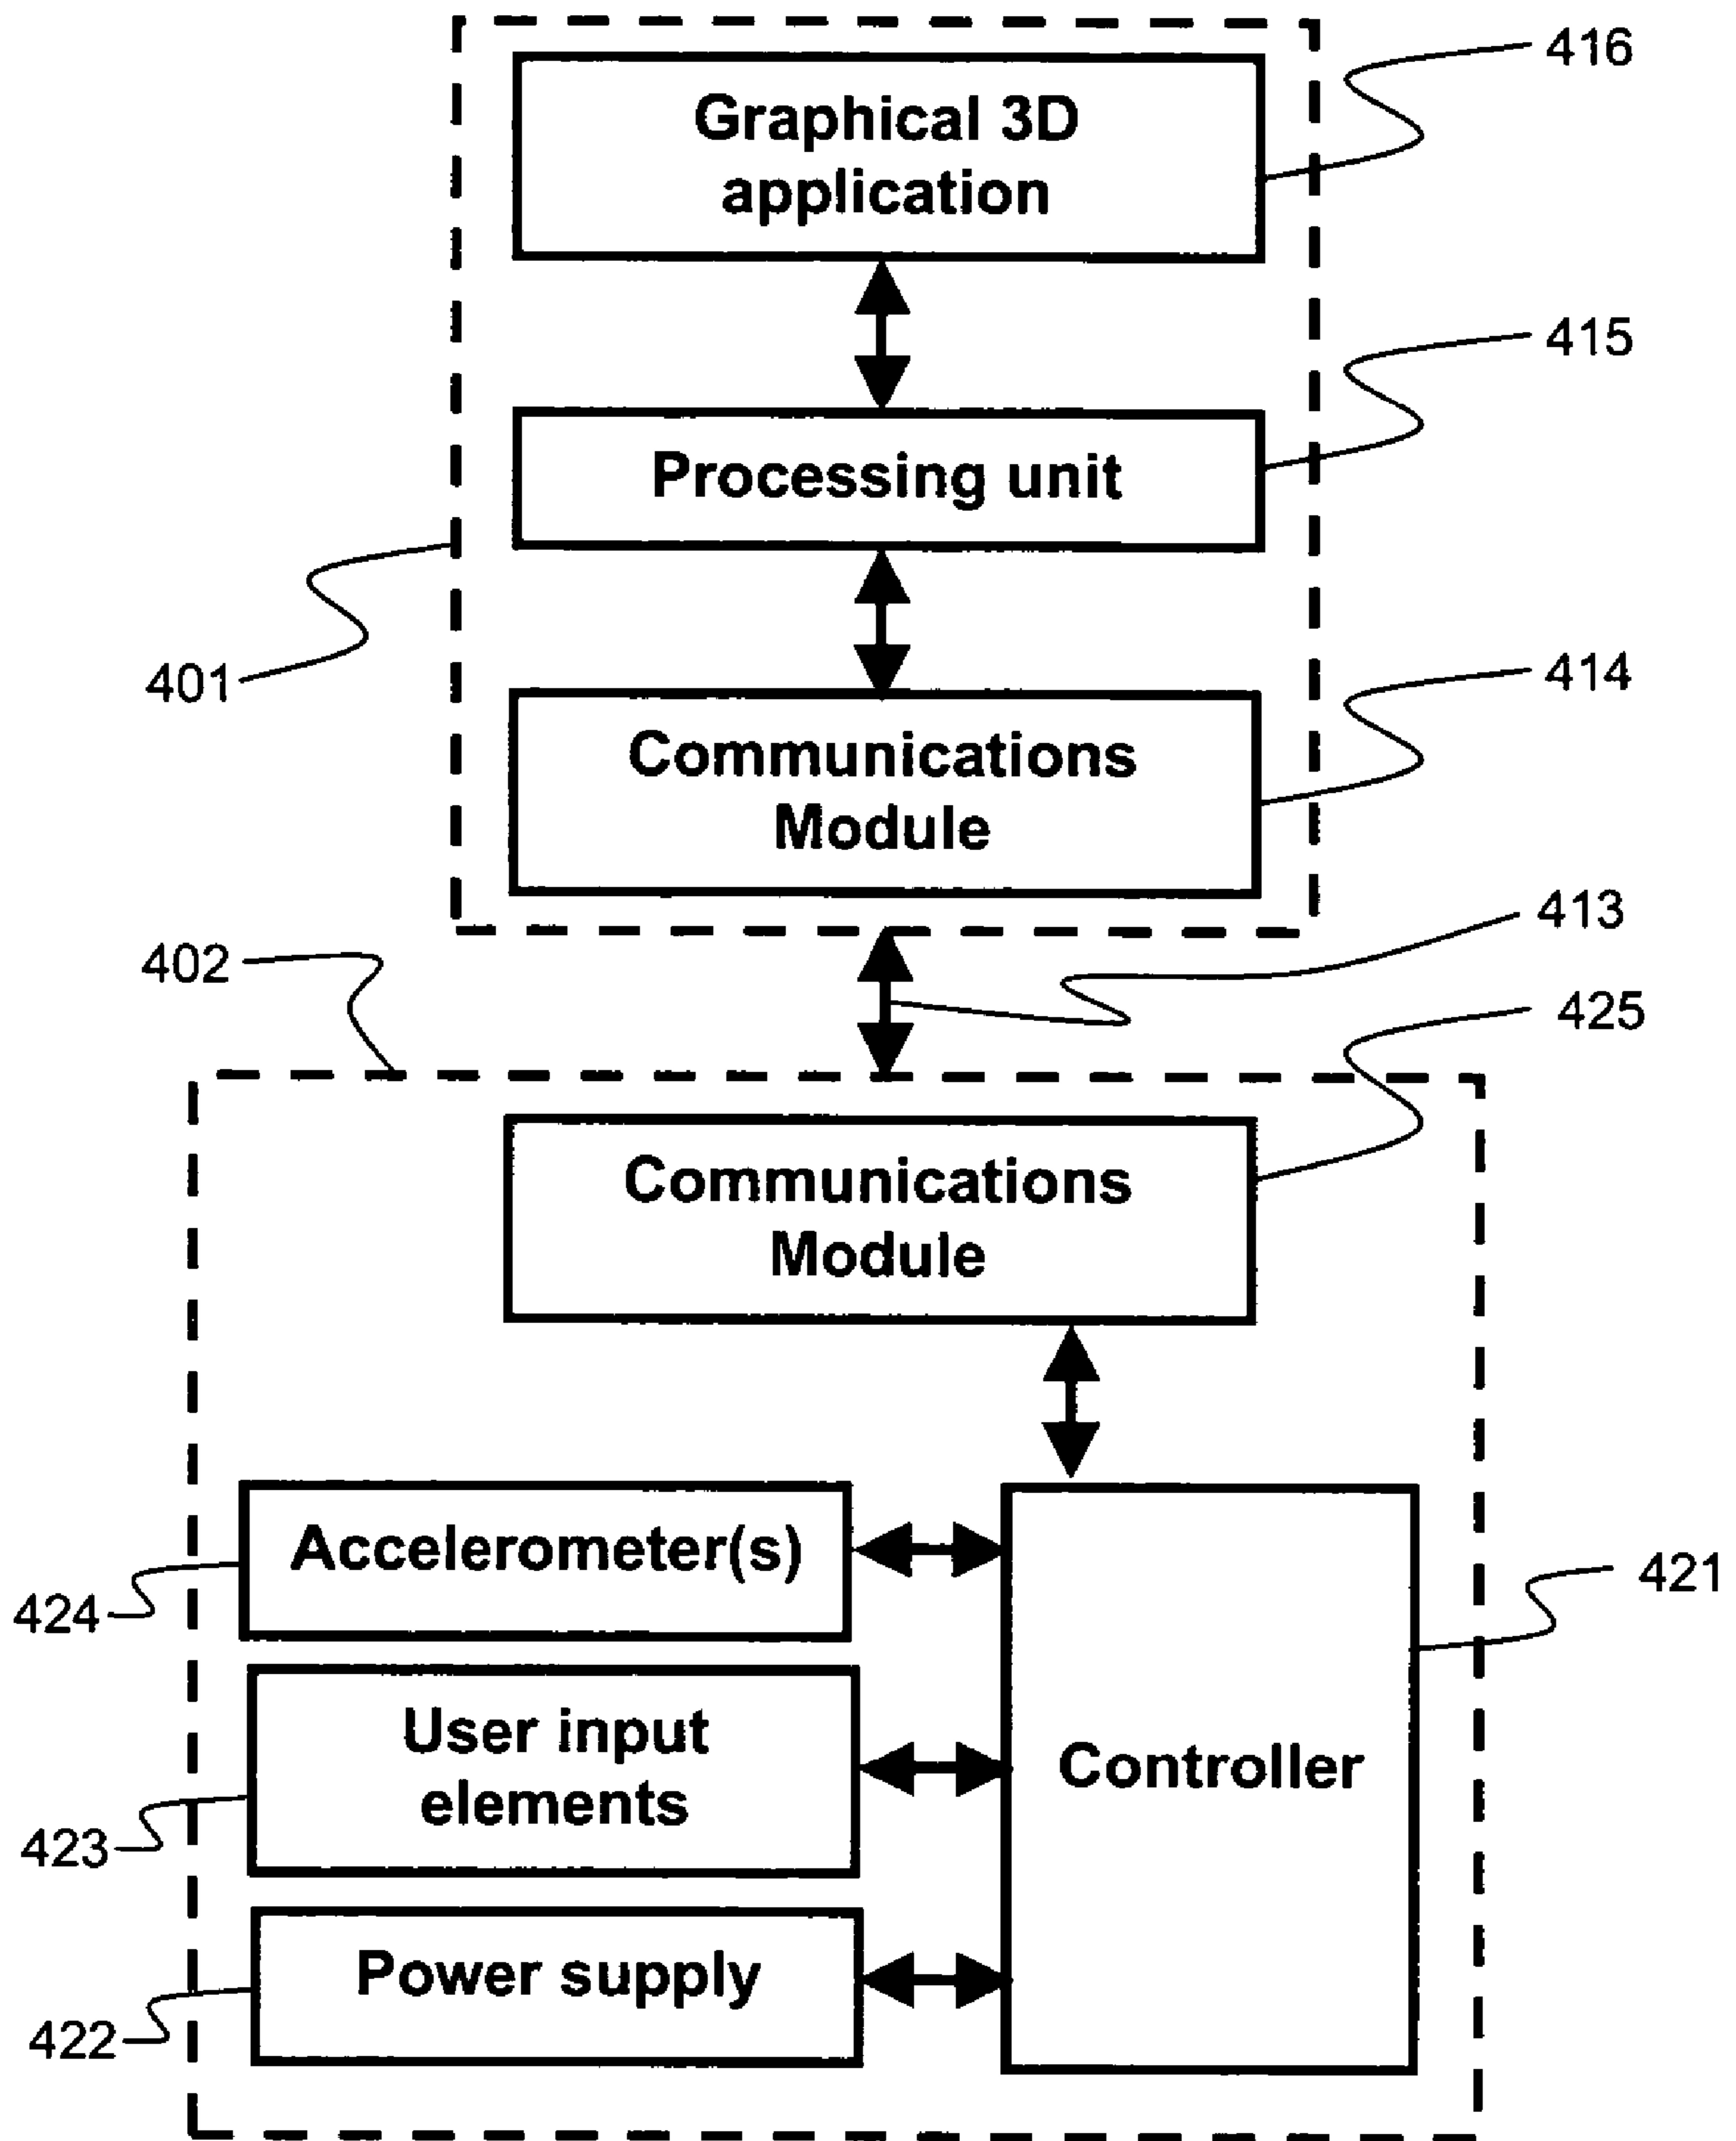 416
Graphical 3D
application
415
Processing unit
401
414
Communications
Module
413
402
425
Communications
Module
Accelerometer(s)
424
421
User input
elements
Controller
423
Power supply
422